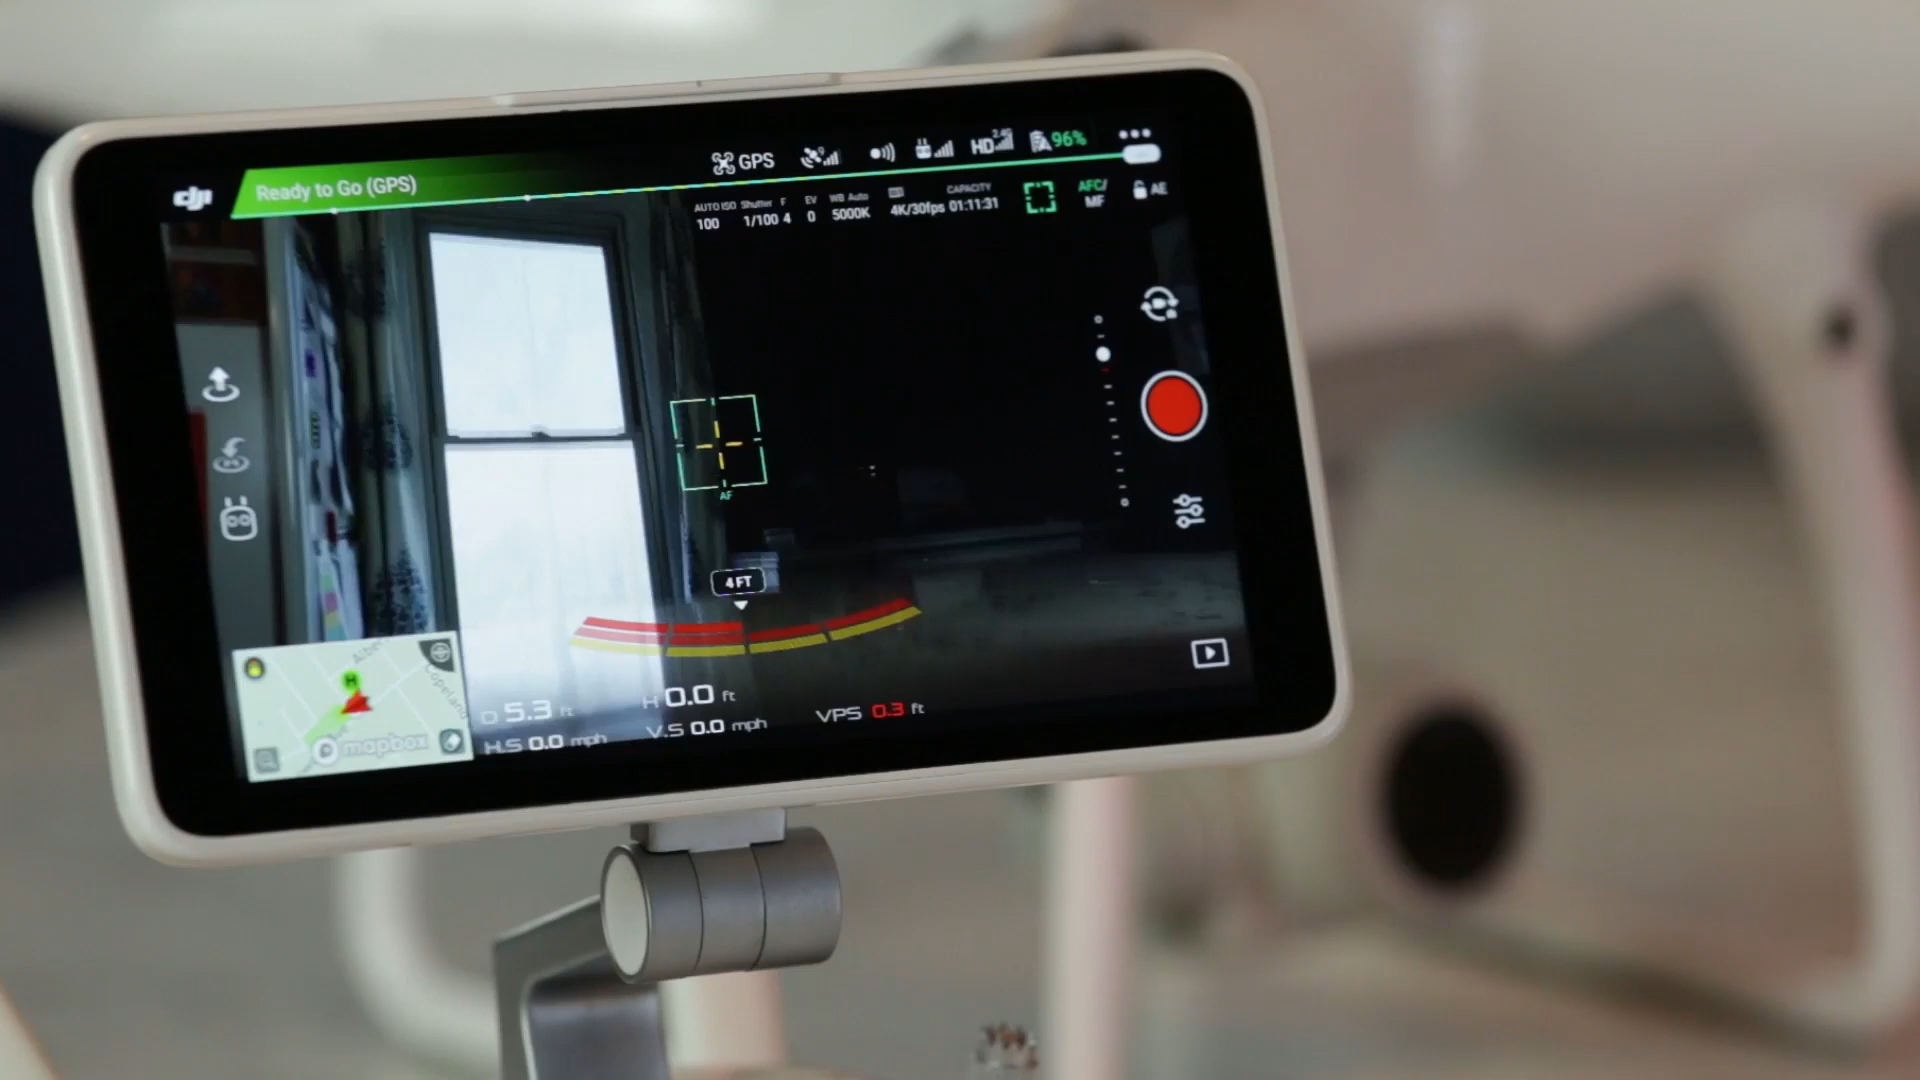 dji
Ready to Go (GPS)
GPS
9
HD
96%
AUTO ISO
100
Shutter
1/100
F
4
EV
0
WB Auto
5000K
4K/30fps
CAPACITY
01:11:31
AFC/
MF
AE
AF
4 FT
H
mapbox
D 5.3 ft
H 0.0 ft
H.S 0.0 mph
V.S 0.0 mph
VPS 0.3 ft